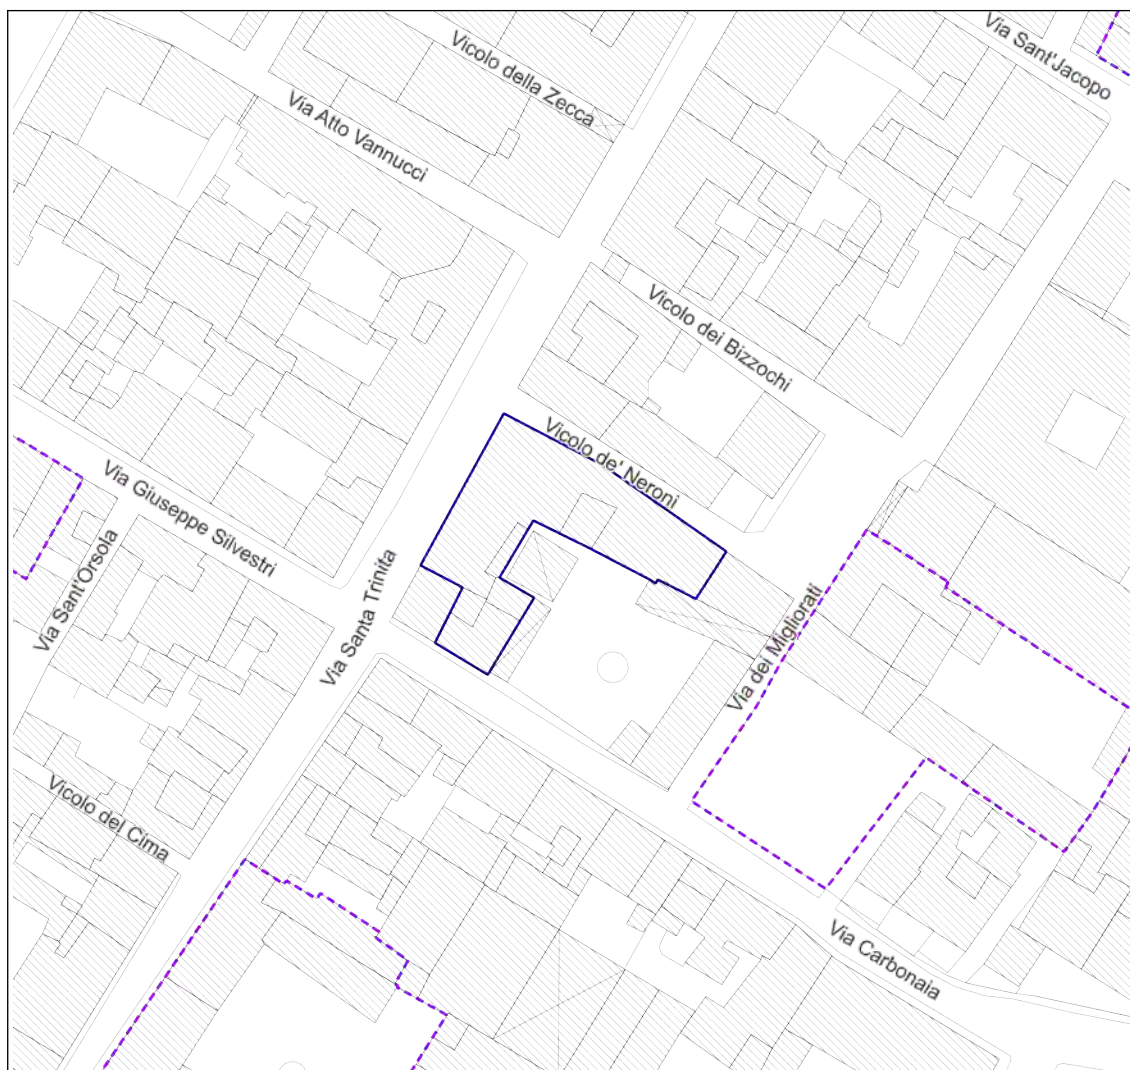 Via Sant'Jacopo
Vicolo della Zecca
Via Atto Vannucci
Vicolo dei Bizzochi
Vicolo de' Neroni
Via Giuseppe Silvestri
Via Sant'Orsola
Via Santa Trinita
Via dei Migliorati
Vicolo del Cima
Via Carbonaia